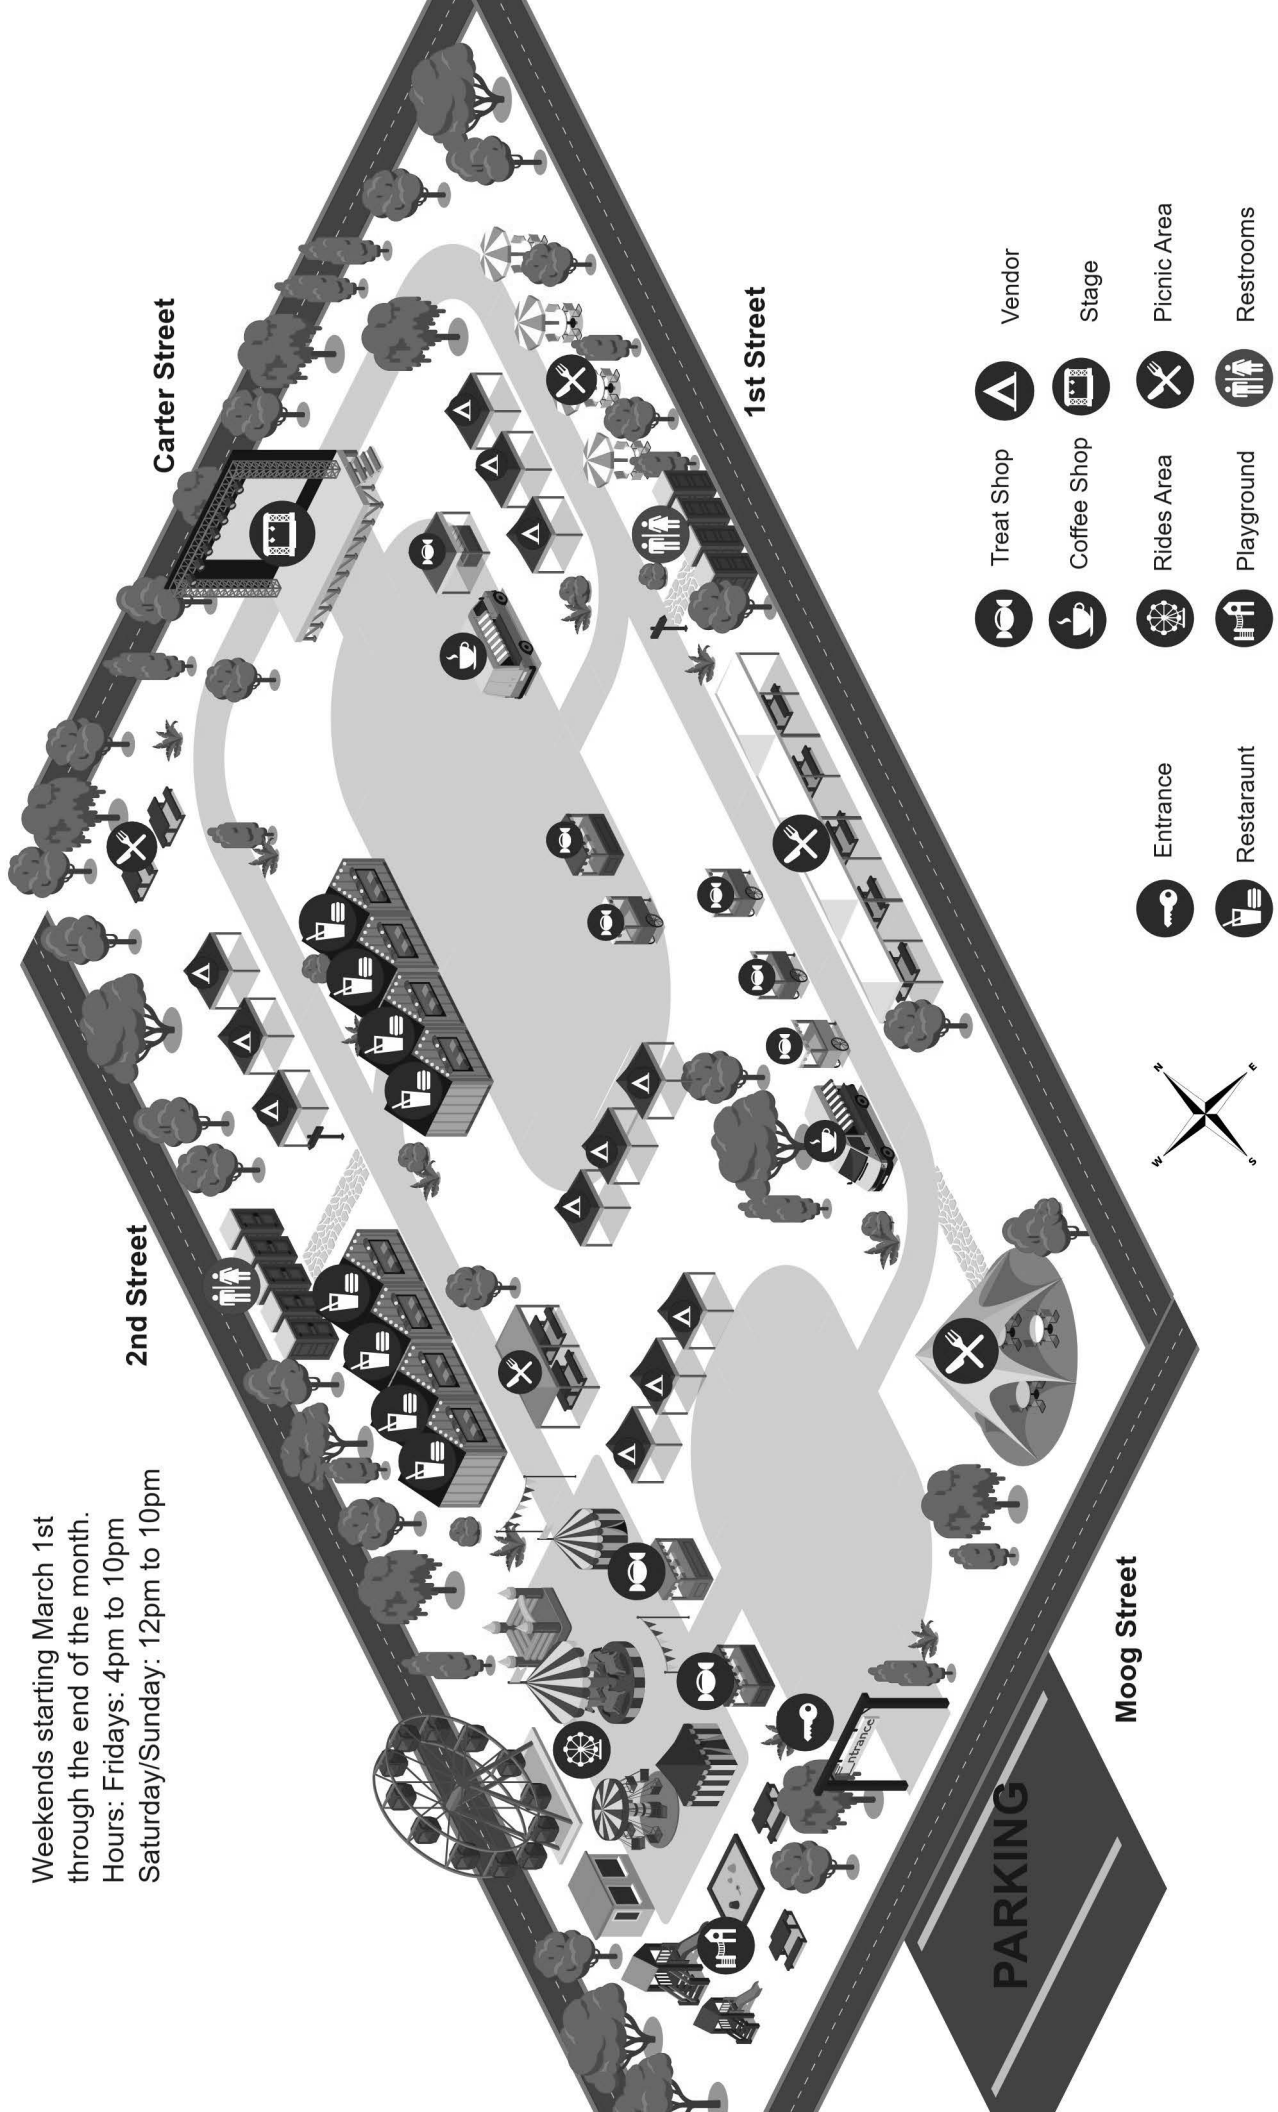 Weekends starting March 1st
through the end of the month.
Hours: Fridays: 4pm to 10pm
Saturday/Sunday: 12pm to 10pm
2nd Street
Carter Street
1st Street
Moog Street
PARKING
Entrance
W
N
S
E
Entrance
Restaraunt
Treat Shop
Coffee Shop
Rides Area
Playground
Vendor
Stage
Picnic Area
Restrooms